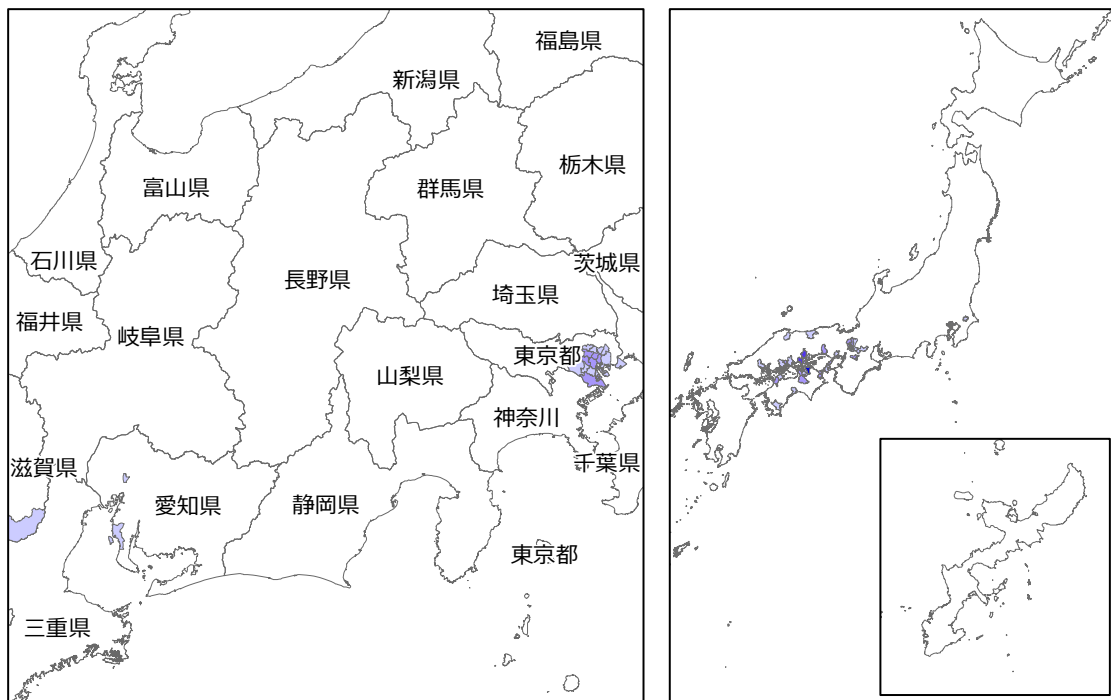 福島県
新潟県
栃木県
富山県
群馬県
石川県
茨城県
長野県
埼玉県
福井県
岐阜県
東京都
山梨県
神奈川
滋賀県
千葉県
愛知県
静岡県
東京都
三重県